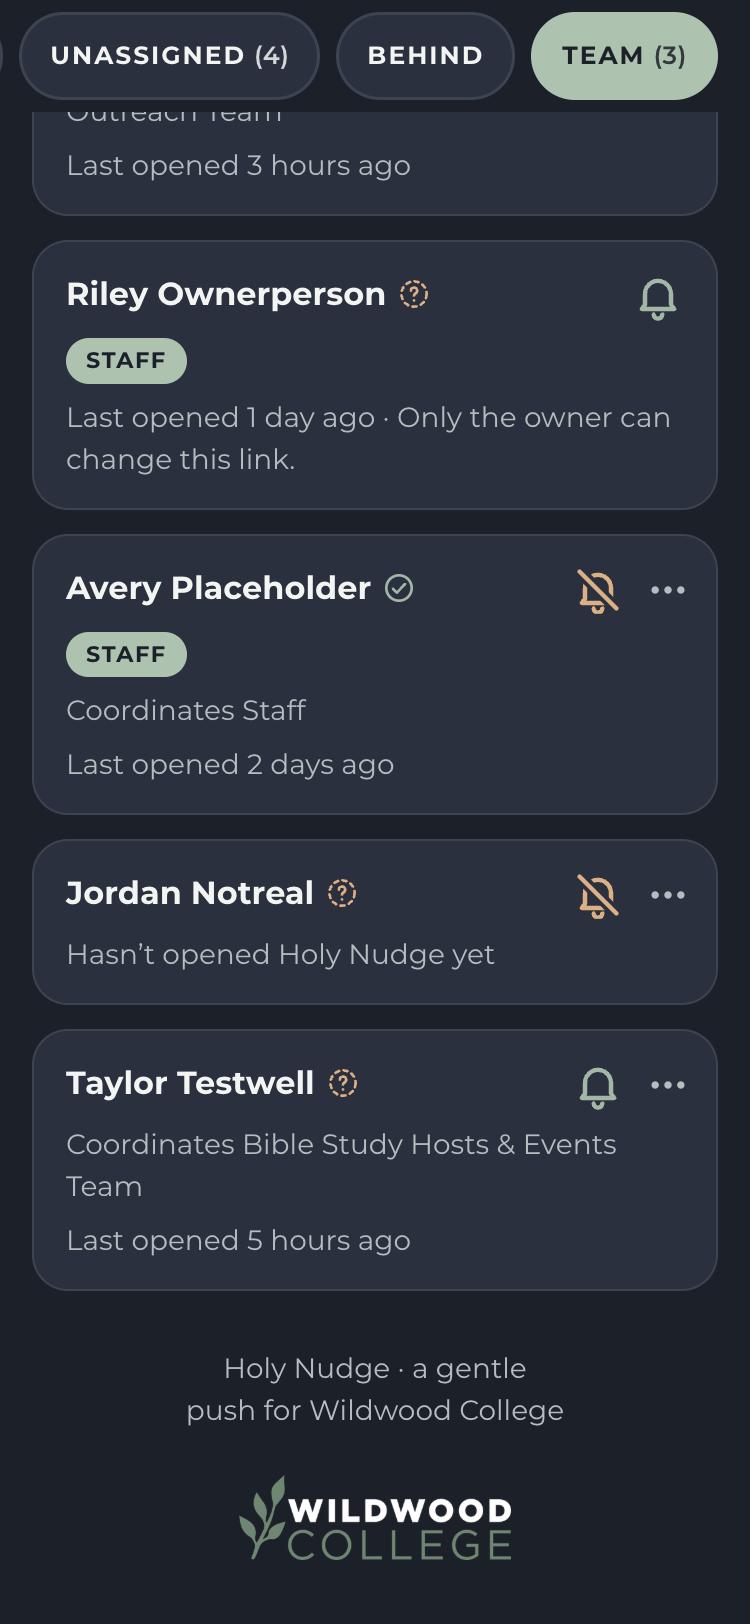 UNASSIGNED (4)
BEHIND
TEAM (3)
Outreach Team
Last opened 3 hours ago
Riley Ownerperson
STAFF
Last opened 1 day ago · Only the owner can
change this link.
Avery Placeholder
STAFF
Coordinates Staff
Last opened 2 days ago
Jordan Notreal
Hasn’t opened Holy Nudge yet
Taylor Testwell
Coordinates Bible Study Hosts & Events
Team
Last opened 5 hours ago
Holy Nudge · a gentle
push for Wildwood College
WILDWOOD
COLLEGE